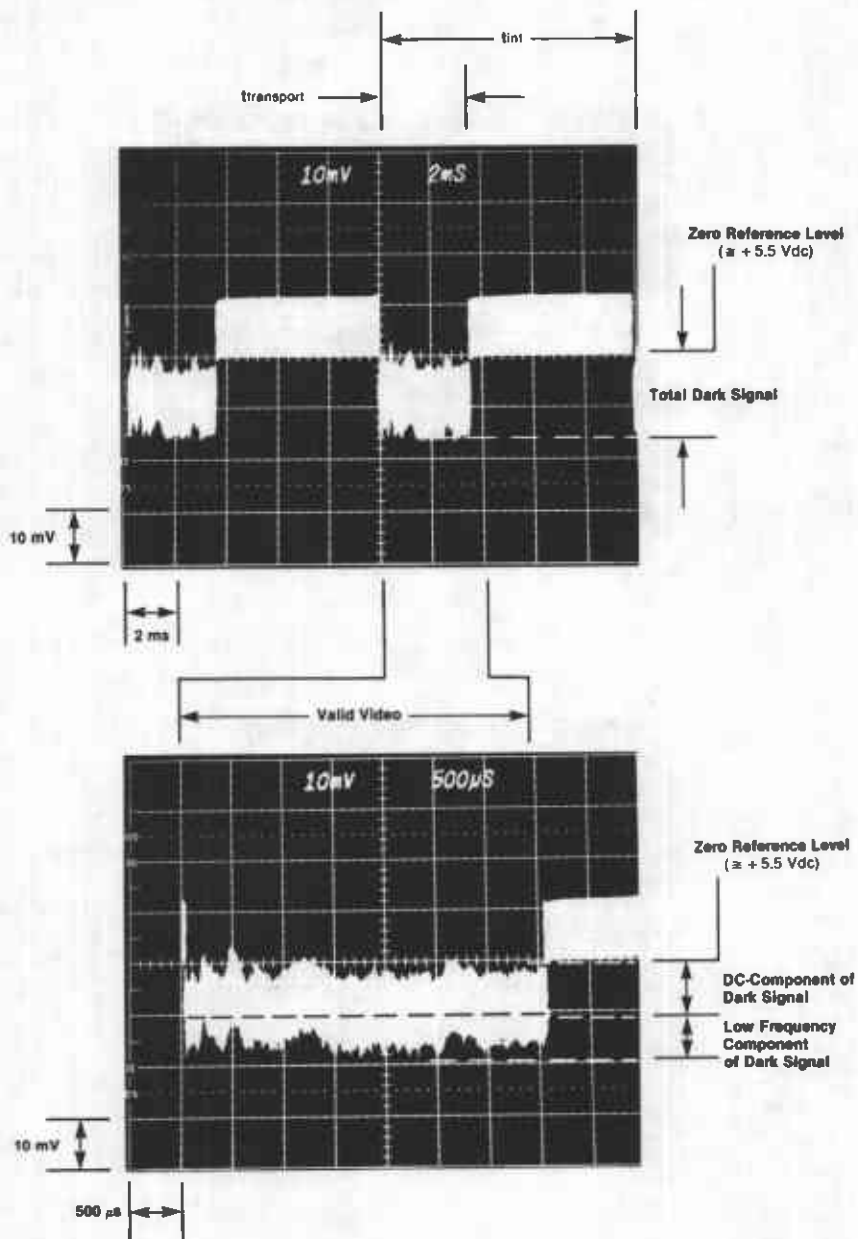 tint
ttransport
10mV 2mS
Zero Reference Level
(≅ + 5.5 Vdc)
Total Dark Signal
10 mV
2 ms
Valid Video
10mV 500µS
Zero Reference Level
(≅ + 5.5 Vdc)
DC-Component of
Dark Signal
Low Frequency
Component
of Dark Signal
10 mV
500 µs